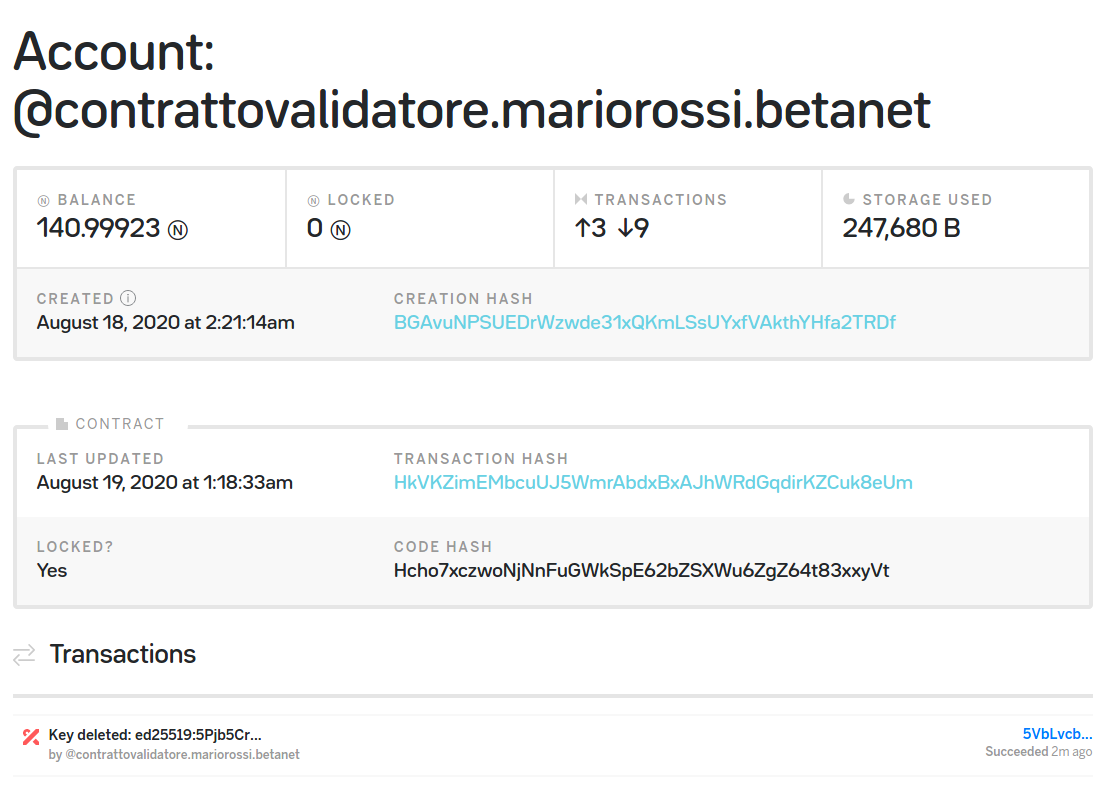 Account:
@contrattovalidatore.mariorossi.betanet
BALANCE
140.99923 Ⓝ
LOCKED
0 Ⓝ
TRANSACTIONS
↑3 ↓9
STORAGE USED
247,680 B
CREATED
August 18, 2020 at 2:21:14am
CREATION HASH
BGAvuNPSUEDrWzwde31xQKmLSsUYxfVAkthYHfa2TRDf
CONTRACT
LAST UPDATED
August 19, 2020 at 1:18:33am
TRANSACTION HASH
HkVKZimEMbcuUJ5WmrAbdxBxAJhWRdGqdirKZCuk8eUm
LOCKED?
Yes
CODE HASH
Hcho7xczwoNjNnFuGWkSpE62bZSXWu6ZgZ64t83xxyVt
Transactions
Key deleted: ed25519:5Pjb5Cr...
5VbLvcb...
by @contrattovalidatore.mariorossi.betanet
Succeeded 2m ago